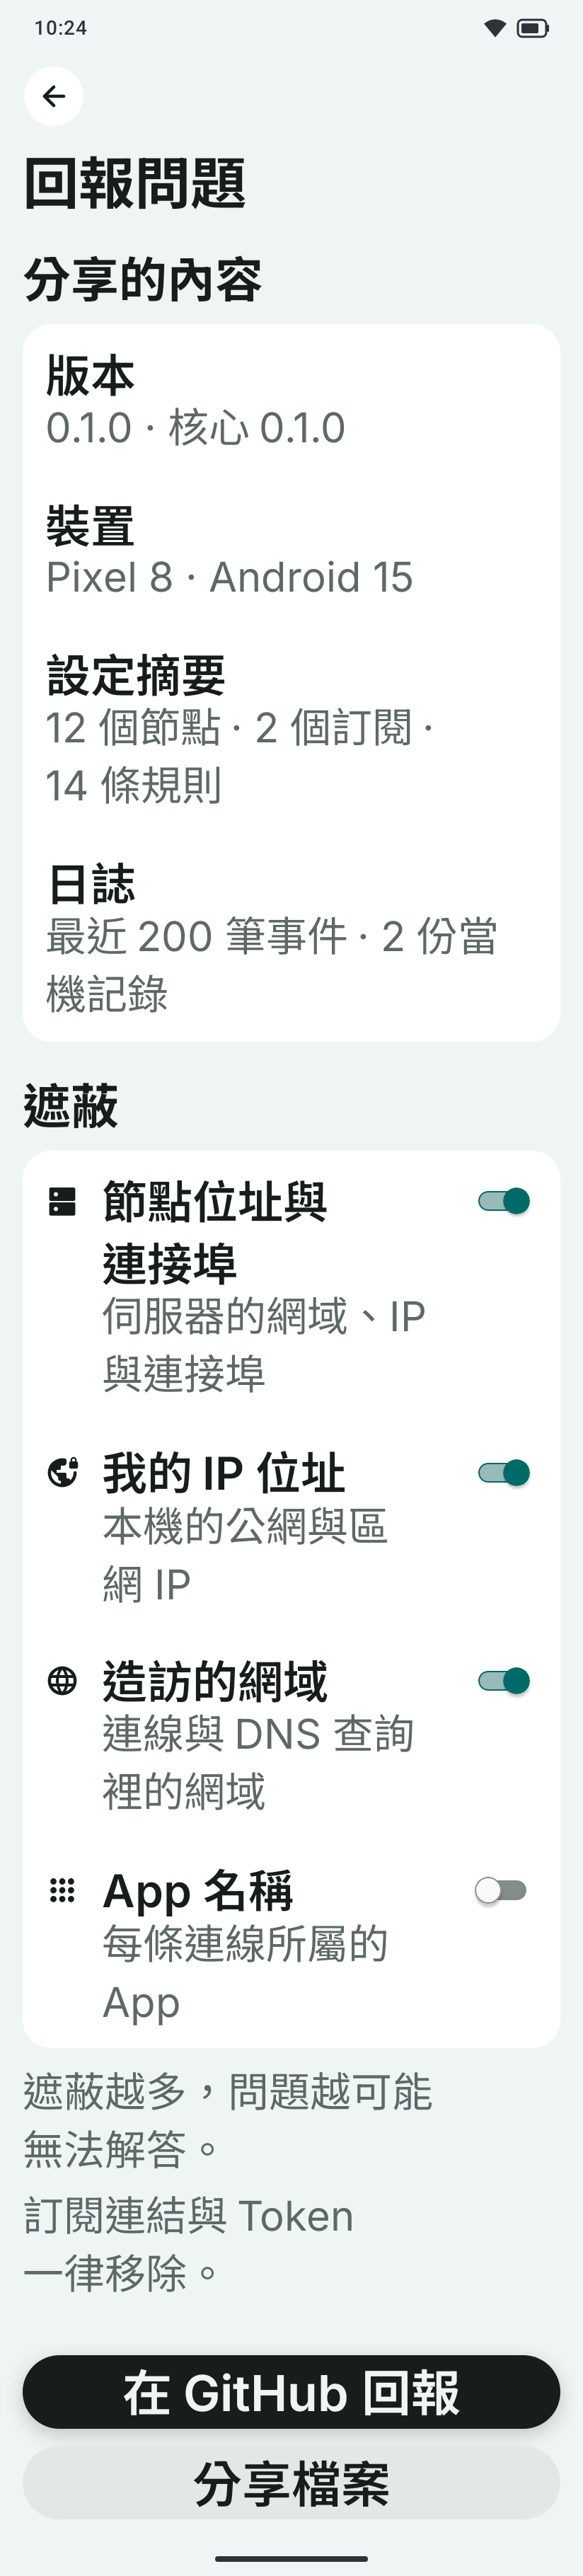 10:24
回報問題
分享的內容
版本
0.1.0 · 核心 0.1.0
裝置
Pixel 8 · Android 15
設定摘要
12 個節點 · 2 個訂閱 ·
14 條規則
日誌
最近 200 筆事件 · 2 份當
機記錄
遮蔽
節點位址與
連接埠
伺服器的網域、IP
與連接埠
我的 IP 位址
本機的公網與區
網 IP
造訪的網域
連線與 DNS 查詢
裡的網域
App 名稱
每條連線所屬的
App
遮蔽越多，問題越可能
無法解答。
訂閱連結與 Token
一律移除。
在 GitHub 回報
分享檔案